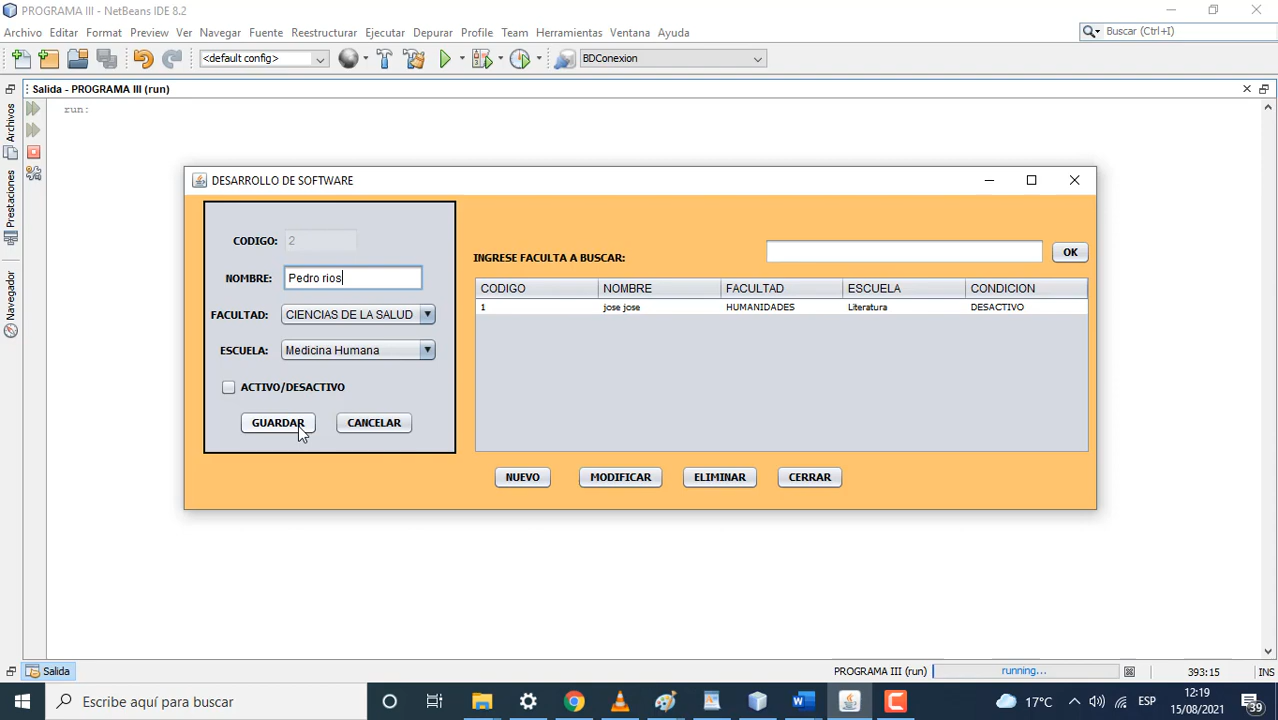 PROGRAMA III - NetBeans IDE 8.2
Archivo Editar Format Preview Ver Navegar Fuente Reestructurar Ejecutar Depurar Profile Team Herramientas Ventana Ayuda
Buscar (Ctrl+I)
<default config>
BDConexion
Salida - PROGRAMA III (run)
run:
Archivos
Prestaciones
Navegador
DESARROLLO DE SOFTWARE
CODIGO: 2
NOMBRE: Pedro rios
FACULTAD: CIENCIAS DE LA SALUD
ESCUELA: Medicina Humana
ACTIVO/DESACTIVO
GUARDAR CANCELAR
INGRESE FACULTA A BUSCAR: OK
CODIGO NOMBRE FACULTAD ESCUELA CONDICION
1 jose jose HUMANIDADES Literatura DESACTIVO
NUEVO MODIFICAR ELIMINAR CERRAR
Salida
PROGRAMA III (run) running... 393:15 INS
Escribe aquí para buscar
17°C
ESP
12:19
15/08/2021
39